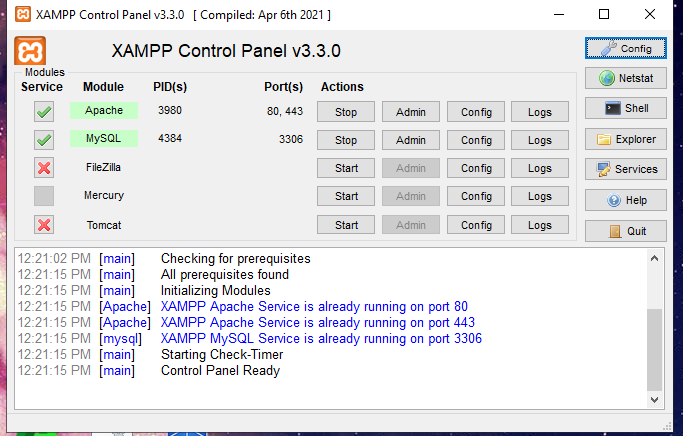 XAMPP Control Panel v3.3.0 [ Compiled: Apr 6th 2021 ]
XAMPP Control Panel v3.3.0
Config
Modules
Service Module PID(s) Port(s) Actions
Netstat
Apache 3980 80, 443 Stop Admin Config Logs
Shell
MySQL 4384 3306 Stop Admin Config Logs
Explorer
FileZilla Start Admin Config Logs
Services
Mercury Start Admin Config Logs
Help
Tomcat Start Admin Config Logs
Quit
12:21:02 PM [main] Checking for prerequisites
12:21:15 PM [main] All prerequisites found
12:21:15 PM [main] Initializing Modules
12:21:15 PM [Apache] XAMPP Apache Service is already running on port 80
12:21:15 PM [Apache] XAMPP Apache Service is already running on port 443
12:21:15 PM [mysql] XAMPP MySQL Service is already running on port 3306
12:21:15 PM [main] Starting Check-Timer
12:21:15 PM [main] Control Panel Ready